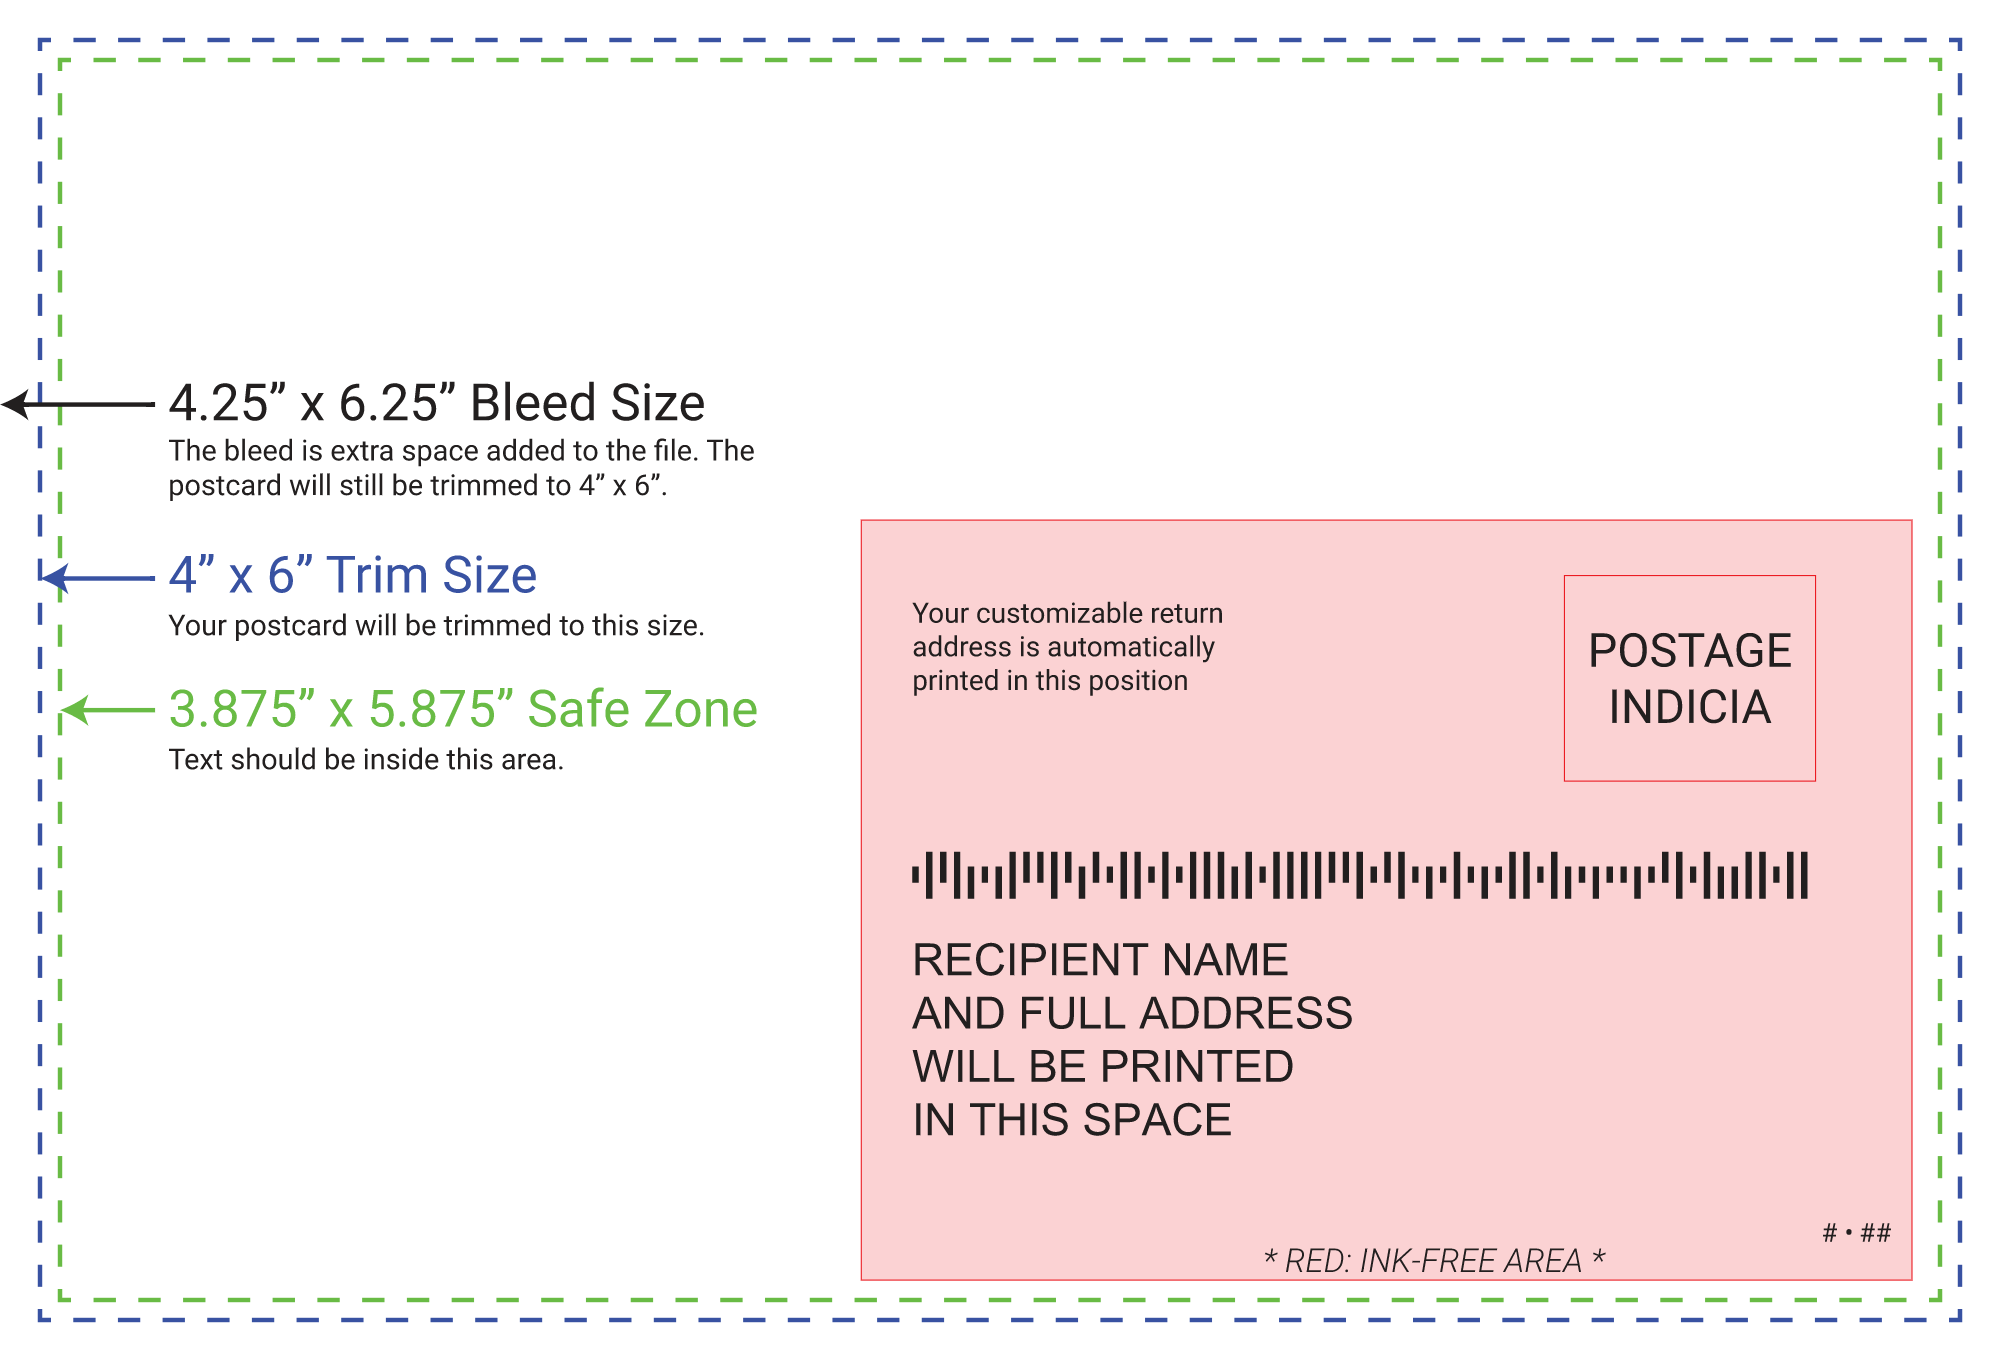 4.25” x 6.25” Bleed Size
The bleed is extra space added to the file. The
postcard will still be trimmed to 4” x 6”.
4” x 6” Trim Size
Your postcard will be trimmed to this size.
3.875” x 5.875” Safe Zone
Text should be inside this area.
Your customizable return
address is automatically
printed in this position
POSTAGE
INDICIA
RECIPIENT NAME
AND FULL ADDRESS
WILL BE PRINTED
IN THIS SPACE
# • ##
* RED: INK-FREE AREA *